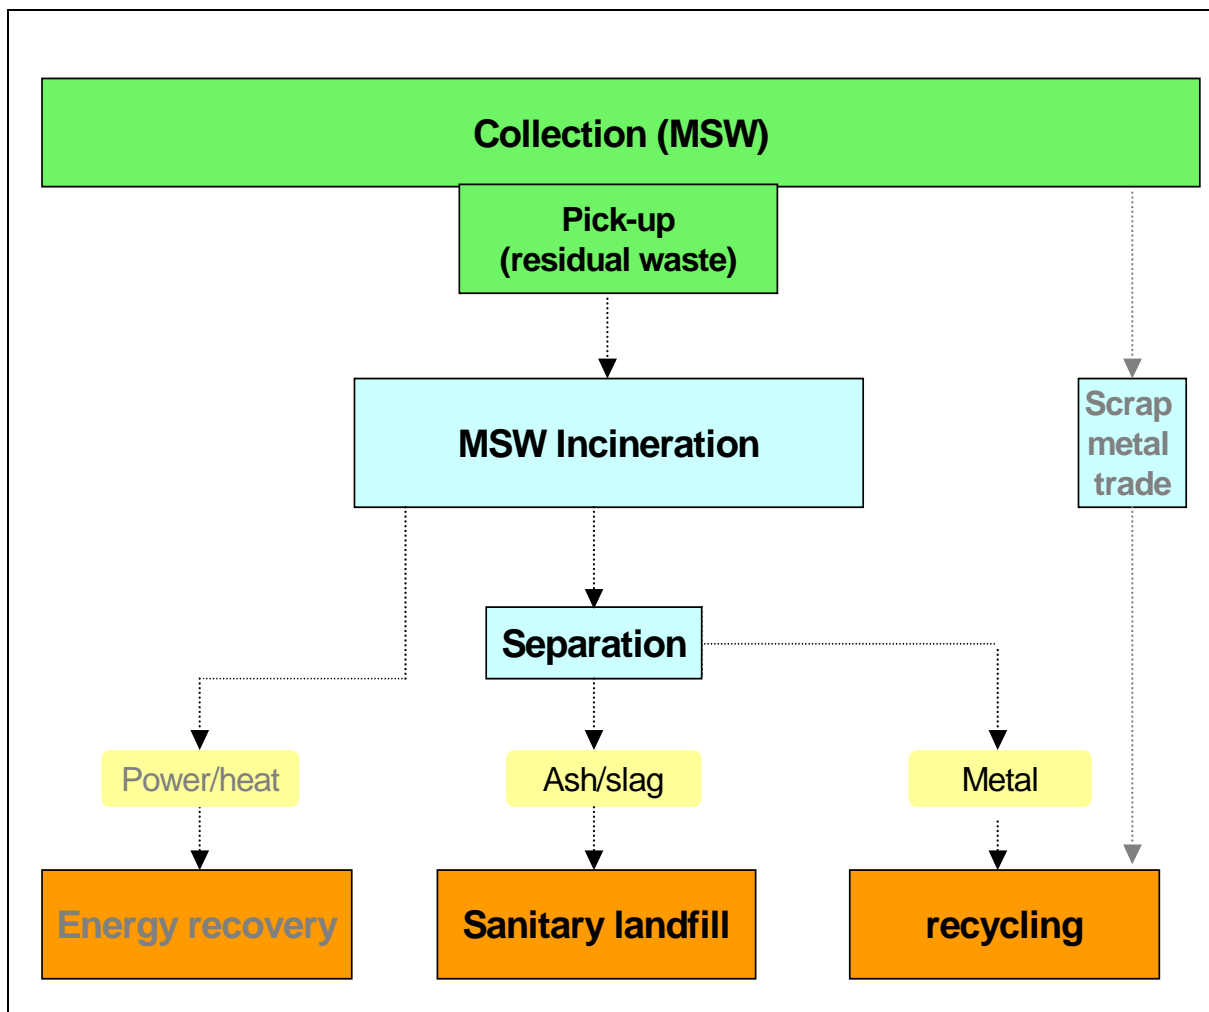 Collection (MSW)
Pick-up
(residual waste)
MSW Incineration
Scrap
metal
trade
Separation
Power/heat
Ash/slag
Metal
Energy recovery
Sanitary landfill
recycling